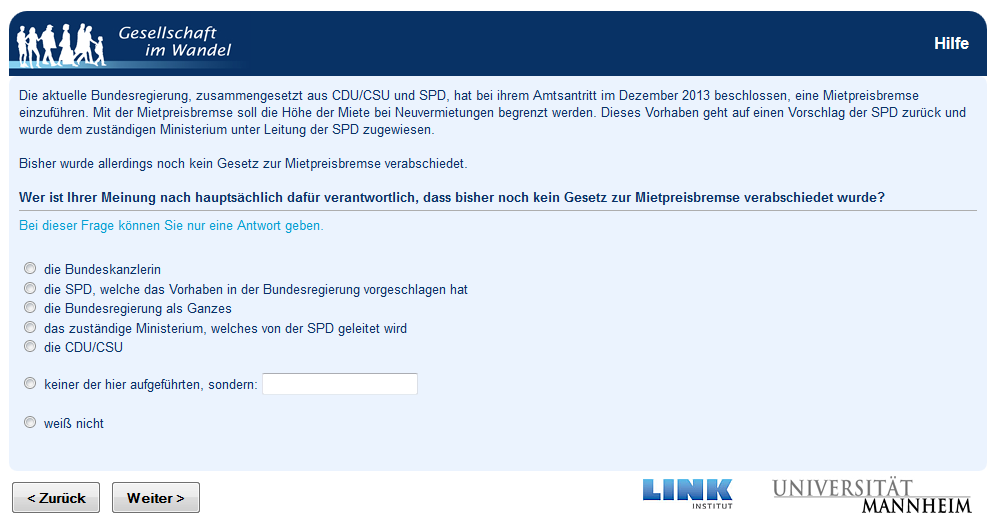 Gesellschaft
im Wandel
Hilfe
Die aktuelle Bundesregierung, zusammengesetzt aus CDU/CSU und SPD, hat bei ihrem Amtsantritt im Dezember 2013 beschlossen, eine Mietpreisbremse
einzuführen. Mit der Mietpreisbremse soll die Höhe der Miete bei Neuvermietungen begrenzt werden. Dieses Vorhaben geht auf einen Vorschlag der SPD zurück und
wurde dem zuständigen Ministerium unter Leitung der SPD zugewiesen.
Bisher wurde allerdings noch kein Gesetz zur Mietpreisbremse verabschiedet.
Wer ist Ihrer Meinung nach hauptsächlich dafür verantwortlich, dass bisher noch kein Gesetz zur Mietpreisbremse verabschiedet wurde?
Bei dieser Frage können Sie nur eine Antwort geben.
die Bundeskanzlerin
die SPD, welche das Vorhaben in der Bundesregierung vorgeschlagen hat
die Bundesregierung als Ganzes
das zuständige Ministerium, welches von der SPD geleitet wird
die CDU/CSU
keiner der hier aufgeführten, sondern:
weiß nicht
< Zurück
Weiter >
LINK
INSTITUT
UNIVERSITÄT
MANNHEIM